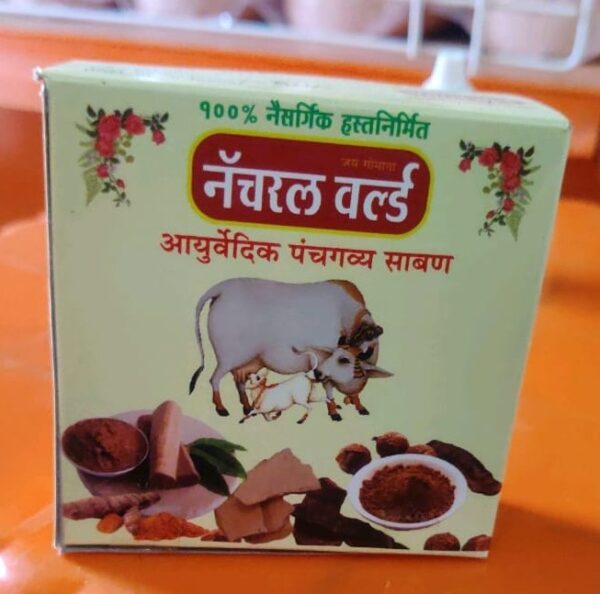 १००% नैसर्गिक हस्तनिर्मित
जय गोमाता
नॅचरल वर्ल्ड
आयुर्वेदिक पंचगव्य साबण